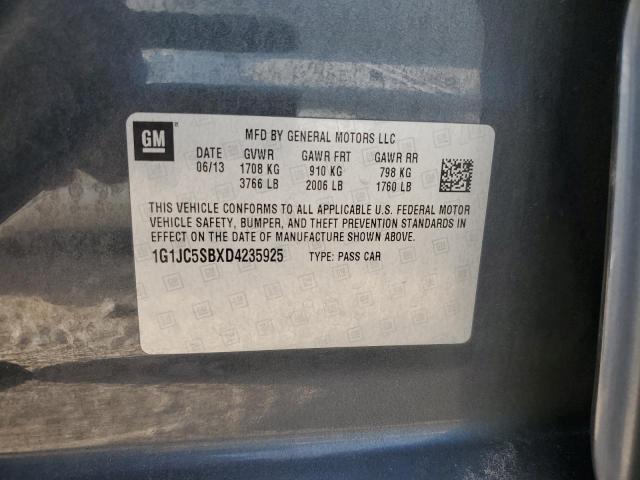 GM
MFD BY GENERAL MOTORS LLC
DATE GVWR GAWR FRT GAWR RR
06/13 1708 KG 910 KG 798 KG
3766 LB 2006 LB 1760 LB
THIS VEHICLE CONFORMS TO ALL APPLICABLE U.S. FEDERAL MOTOR
VEHICLE SAFETY, BUMPER, AND THEFT PREVENTION STANDARDS IN
EFFECT ON THE DATE OF MANUFACTURE SHOWN ABOVE.
1G1JC5SBXD4235925 TYPE: PASS CAR